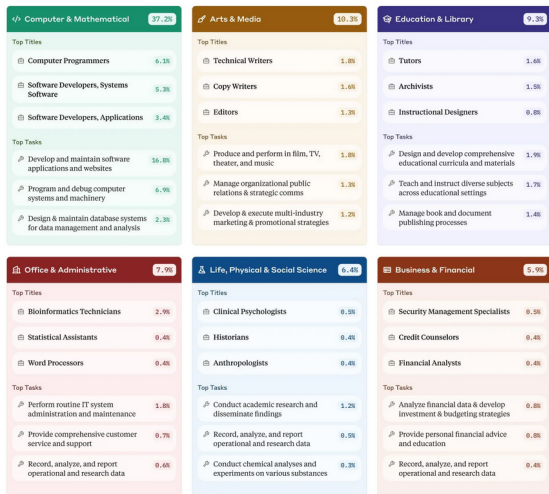 </> Computer & Mathematical 37.2%
Top Titles
Computer Programmers 6.1%
Software Developers, Systems
Software 5.3%
Software Developers, Applications 3.4%
Top Tasks
Develop and maintain software
applications and websites 16.8%
Program and debug computer
systems and machinery 6.9%
Design & maintain database systems
for data management and analysis 2.3%
Arts & Media 10.3%
Top Titles
Technical Writers 1.8%
Copy Writers 1.6%
Editors 1.3%
Top Tasks
Produce and perform in film, TV,
theater, and music 1.8%
Manage organizational public
relations & strategic comms 1.3%
Develop & execute multi-industry
marketing & promotional strategies 1.2%
Education & Library 9.3%
Top Titles
Tutors 1.6%
Archivists 1.5%
Instructional Designers 0.8%
Top Tasks
Design and develop comprehensive
educational curricula and materials 1.9%
Teach and instruct diverse subjects
across educational settings 1.7%
Manage book and document
publishing processes 1.4%
Office & Administrative 7.9%
Top Titles
Bioinformatics Technicians 2.9%
Statistical Assistants 0.4%
Word Processors 0.4%
Top Tasks
Perform routine IT system
administration and maintenance 1.8%
Provide comprehensive customer
service and support 0.7%
Record, analyze, and report
operational and research data 0.6%
Life, Physical & Social Science 6.4%
Top Titles
Clinical Psychologists 0.5%
Historians 0.4%
Anthropologists 0.4%
Top Tasks
Conduct academic research and
disseminate findings 1.2%
Record, analyze, and report
operational and research data 0.5%
Conduct chemical analyses and
experiments on various substances 0.3%
Business & Financial 5.9%
Top Titles
Security Management Specialists 0.5%
Credit Counselors 0.4%
Financial Analysts 0.4%
Top Tasks
Analyze financial data & develop
investment & budgeting strategies 0.8%
Provide personal financial advice
and education 0.8%
Record, analyze, and report
operational and research data 0.4%